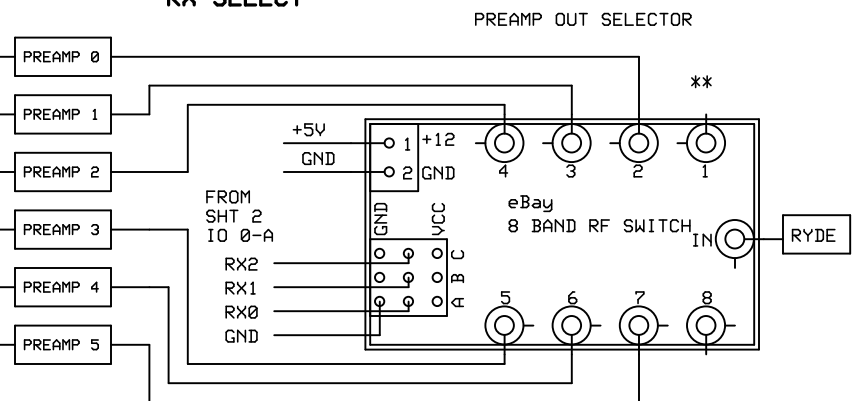 RX SELECT
PREAMP OUT SELECTOR
PREAMP 0
PREAMP 1
PREAMP 2
PREAMP 3
PREAMP 4
PREAMP 5
**
+5V
GND
1 +12
2 GND
4 3 2 1
FROM
SHT 2
IO 0-A
GND
VCC
eBay
8 BAND RF SWITCH
IN
RYDE
RX2
RX1
RX0
GND
C
B
A
5 6 7 8